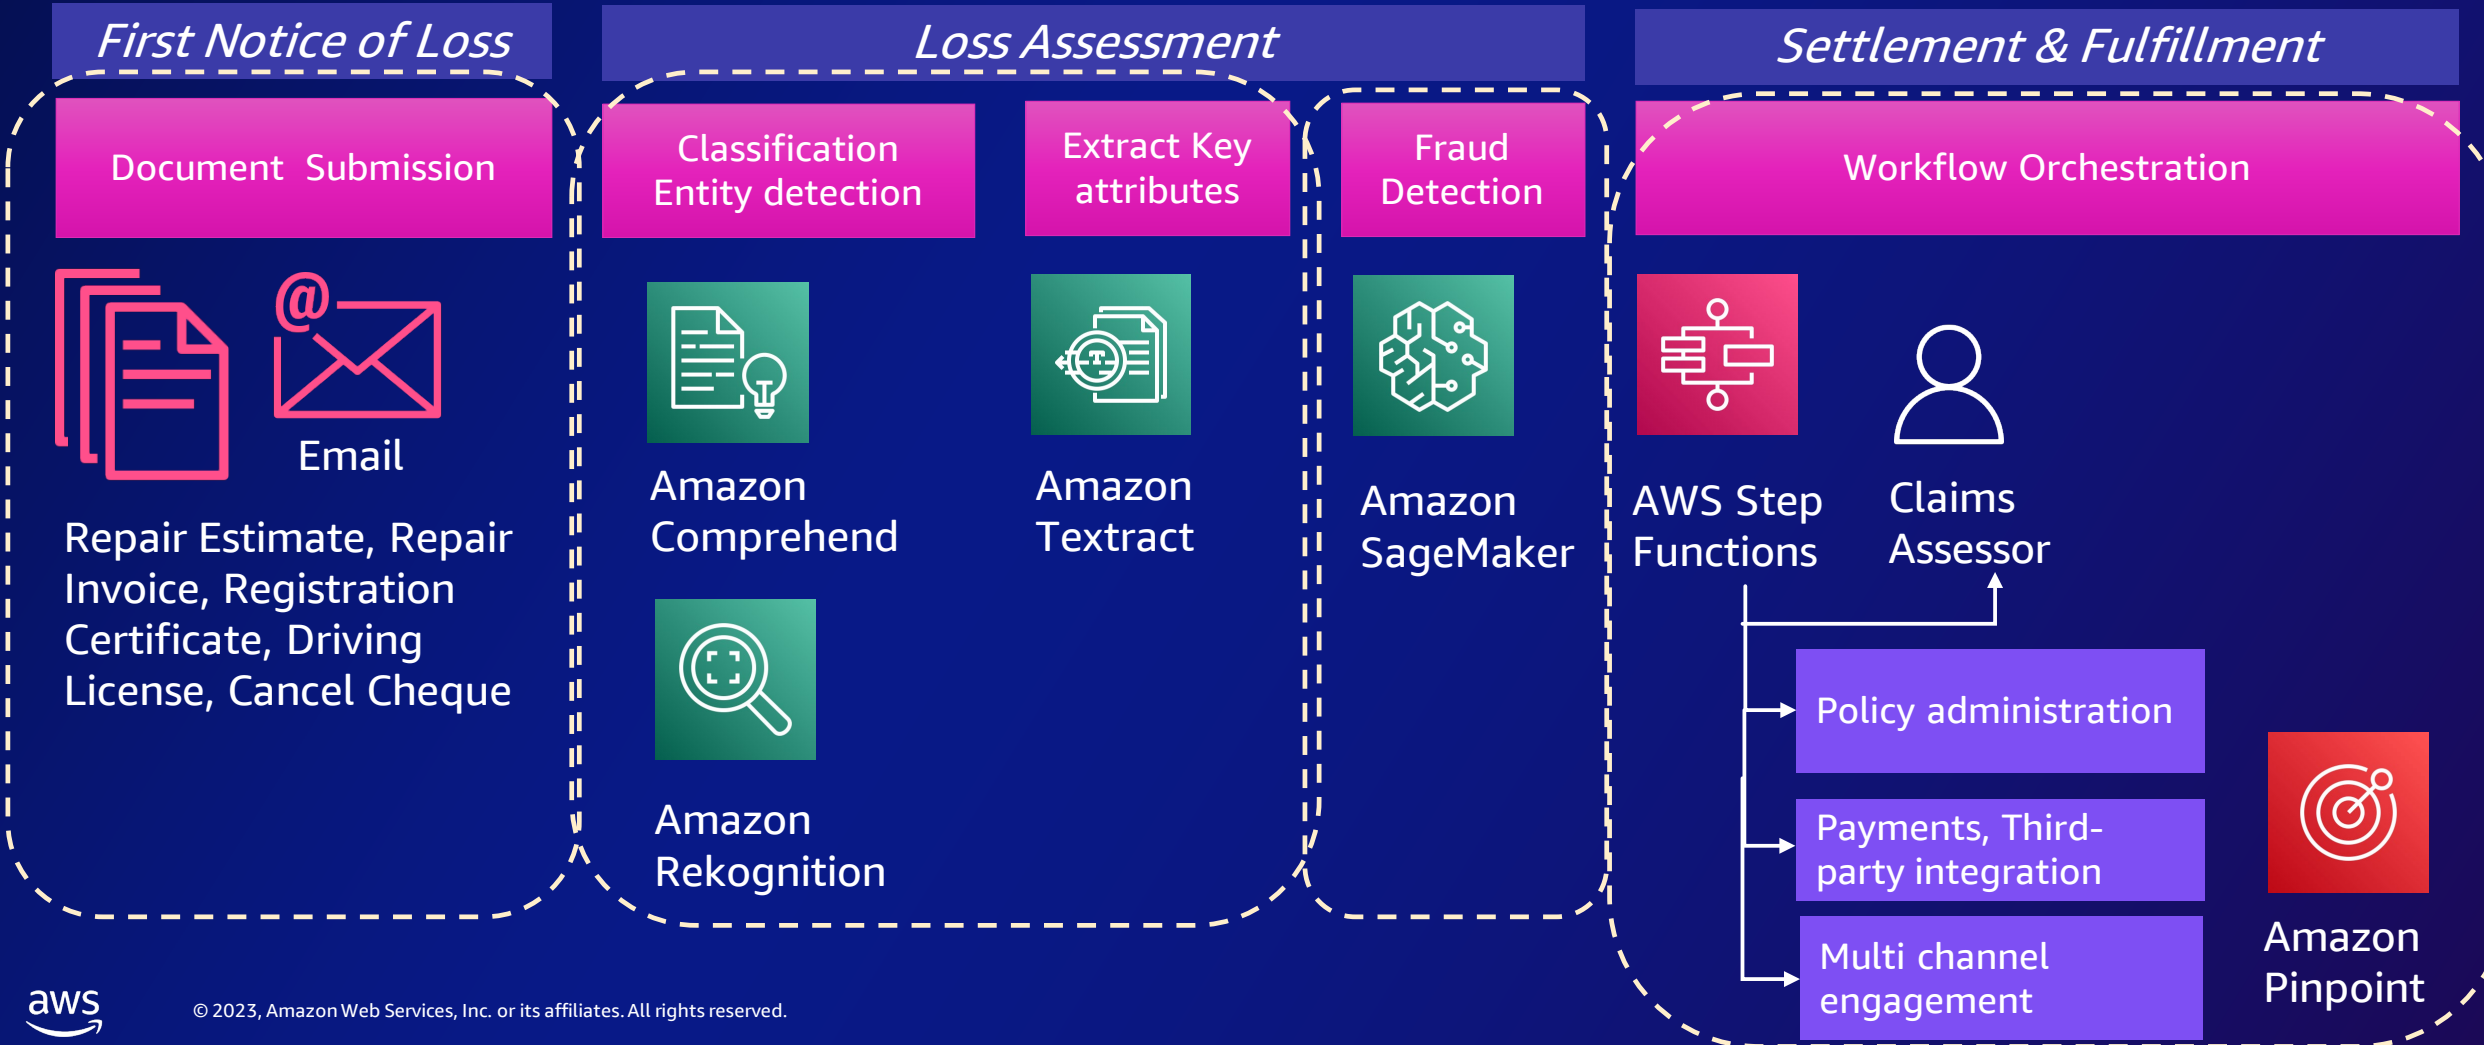 First Notice of Loss
Loss Assessment
Settlement & Fulfillment
Document Submission
Classification
Entity detection
Extract Key
attributes
Fraud
Detection
Workflow Orchestration
@
Email
Repair Estimate, Repair
Invoice, Registration
Certificate, Driving
License, Cancel Cheque
Amazon
Comprehend
Amazon
Rekognition
T
Amazon
Textract
Amazon
SageMaker
AWS Step
Functions
Claims
Assessor
Policy administration
Payments, Third-
party integration
Multi channel
engagement
Amazon
Pinpoint
aws
© 2023, Amazon Web Services, Inc. or its affiliates. All rights reserved.